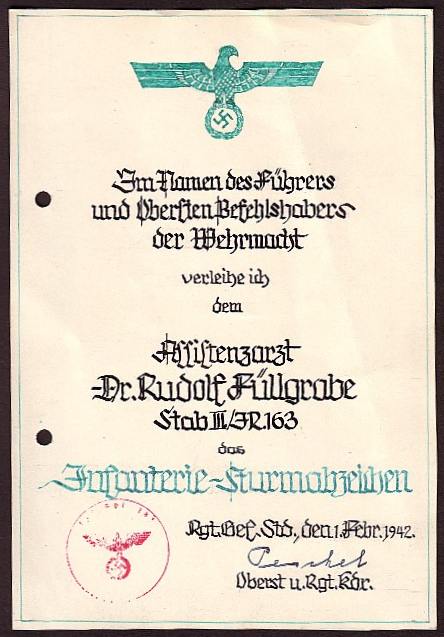 Im Namen des Führers
und Obersten Befehlshabers
der Wehrmacht
verleihe ich
dem
Assistenzarzt
Dr. Rudolf Füllgrabe
Stab III/IR 163
das
Infanterie-Sturmabzeichen
Rgt. Gef. Std., den 1. Febr. 1942.
Oberst u. Rgt. Kdr.